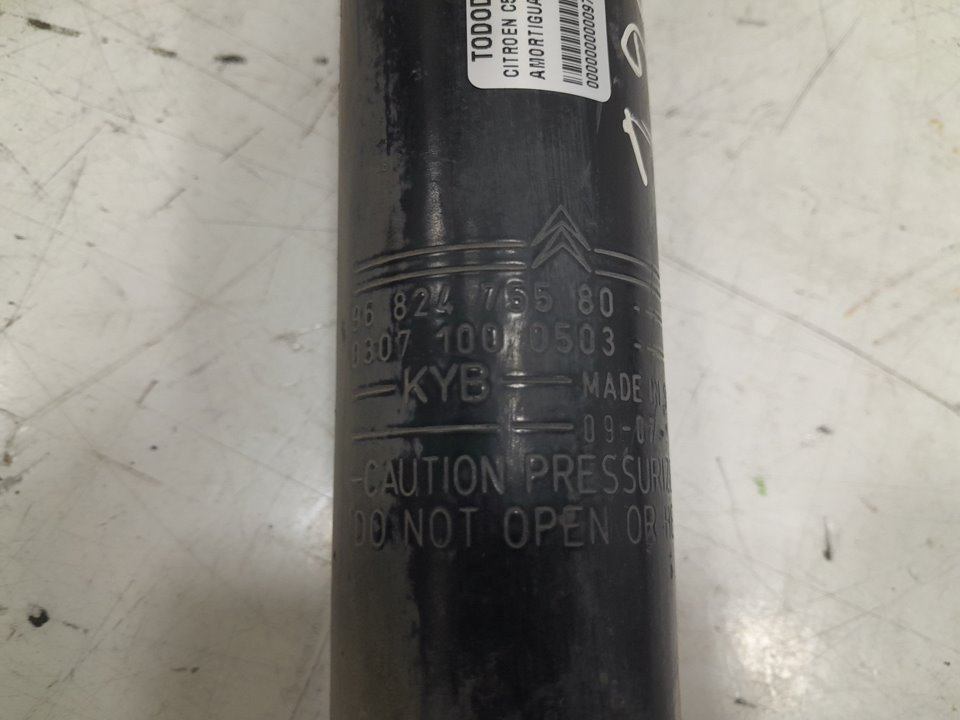 TODOD
CITROEN C5
AMORTIGUA
96 824 765 80
0307 100/0503
KYB MADE IN
09-07-
CAUTION PRESSURIZ
DO NOT OPEN OR